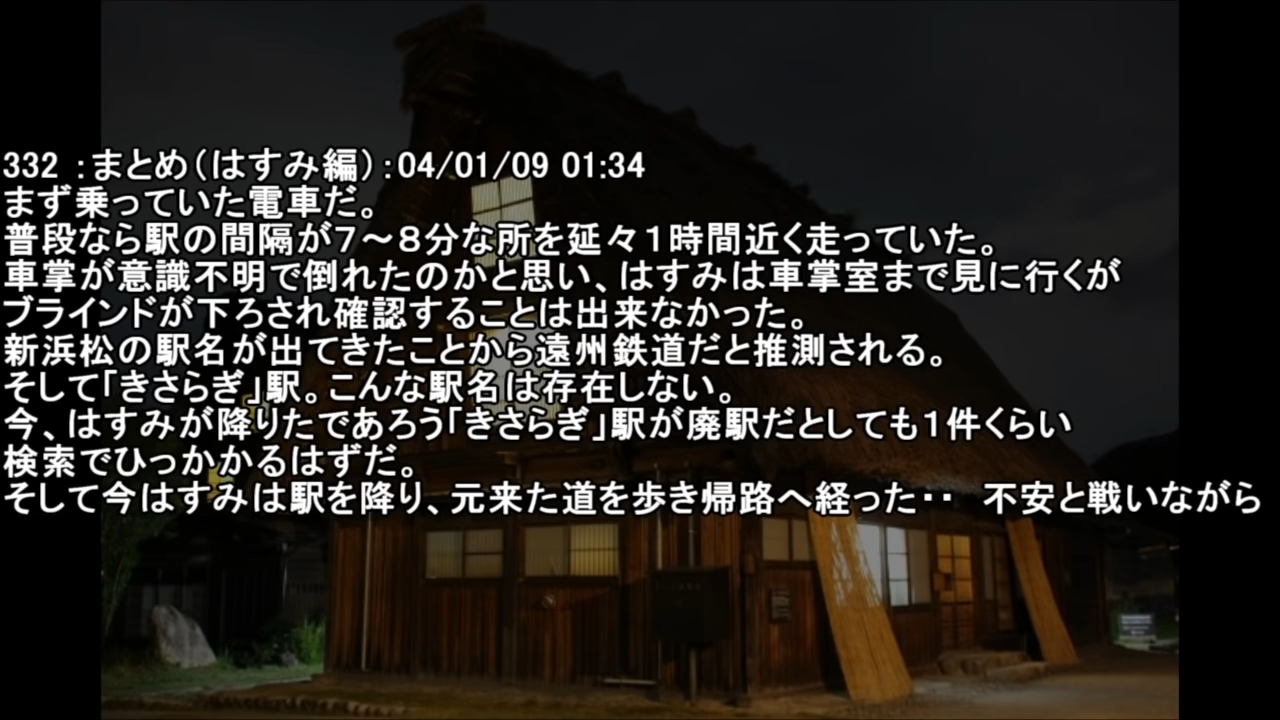 332 :まとめ(はすみ編):04/01/09 01:34
まず乗っていた電車だ。
普段なら駅の間隔が７～８分な所を延々１時間近く走っていた。
車掌が意識不明で倒れたのかと思い、はすみは車掌室まで見に行くが
ブラインドが下ろされ確認することは出来なかった。
新浜松の駅名が出てきたことから遠州鉄道だと推測される。
そして「きさらぎ」駅。こんな駅名は存在しない。
今、はすみが降りたであろう「きさらぎ」駅が廃駅だとしても１件くらい
検索でひっかかるはずだ。
そして今はすみは駅を降り、元来た道を歩き帰路へ経った・・　不安と戦いながら